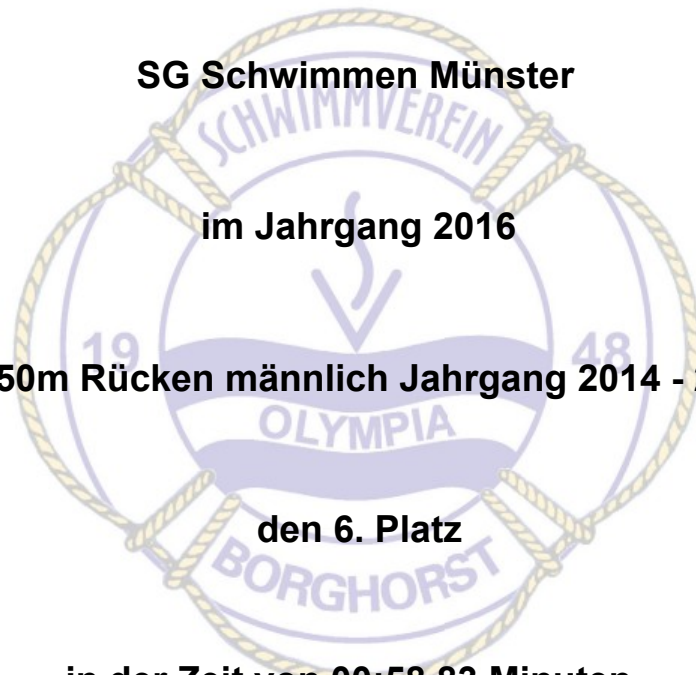 SG Schwimmen Münster
SCHWIMMVEREIN
im Jahrgang 2016
19 48
50m Rücken männlich Jahrgang 2014 -
OLYMPIA
den 6. Platz
BORGHORST
in der Zeit von 00:58,83 Minuten